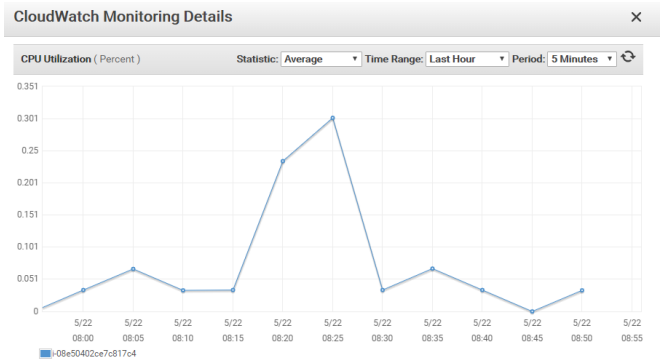 CloudWatch Monitoring Details ×
CPU Utilization ( Percent ) Statistic: Average Time Range: Last Hour Period: 5 Minutes
0.351
0.301
0.25
0.201
0.151
0.101
0.051
0
5/22 5/22 5/22 5/22 5/22 5/22 5/22 5/22 5/22 5/22 5/22 5/22
08:00 08:05 08:10 08:15 08:20 08:25 08:30 08:35 08:40 08:45 08:50 08:55
i-08e50402ce7c817c4